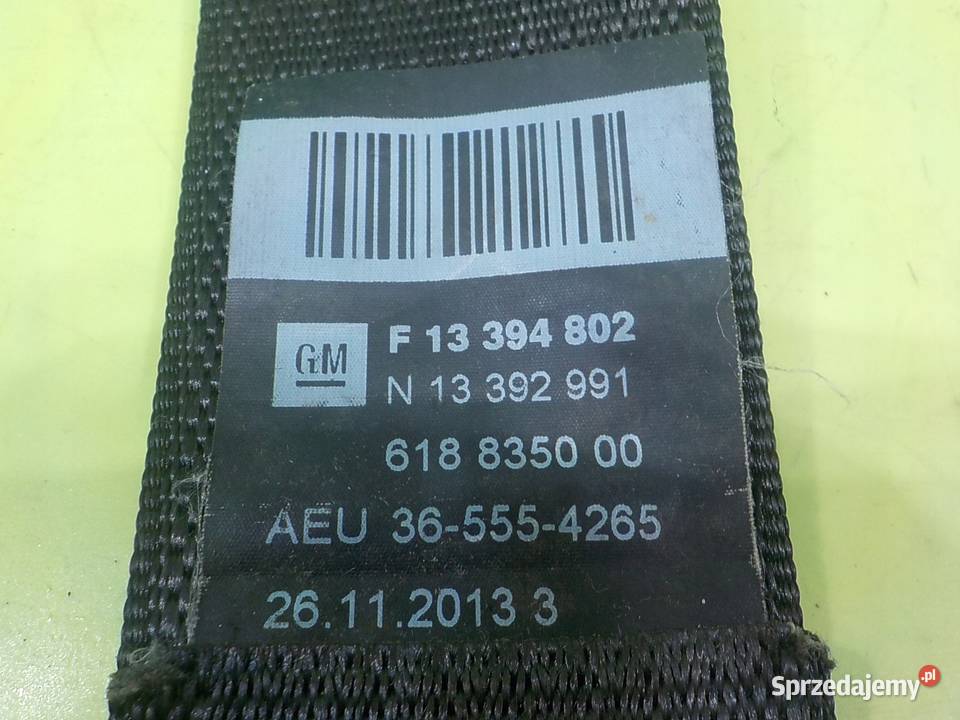 GM
F 13 394 802
N 13 392 991
618 8350 00
AEU 36-555-4265
26.11.2013 3
Sprzedajemy.pl